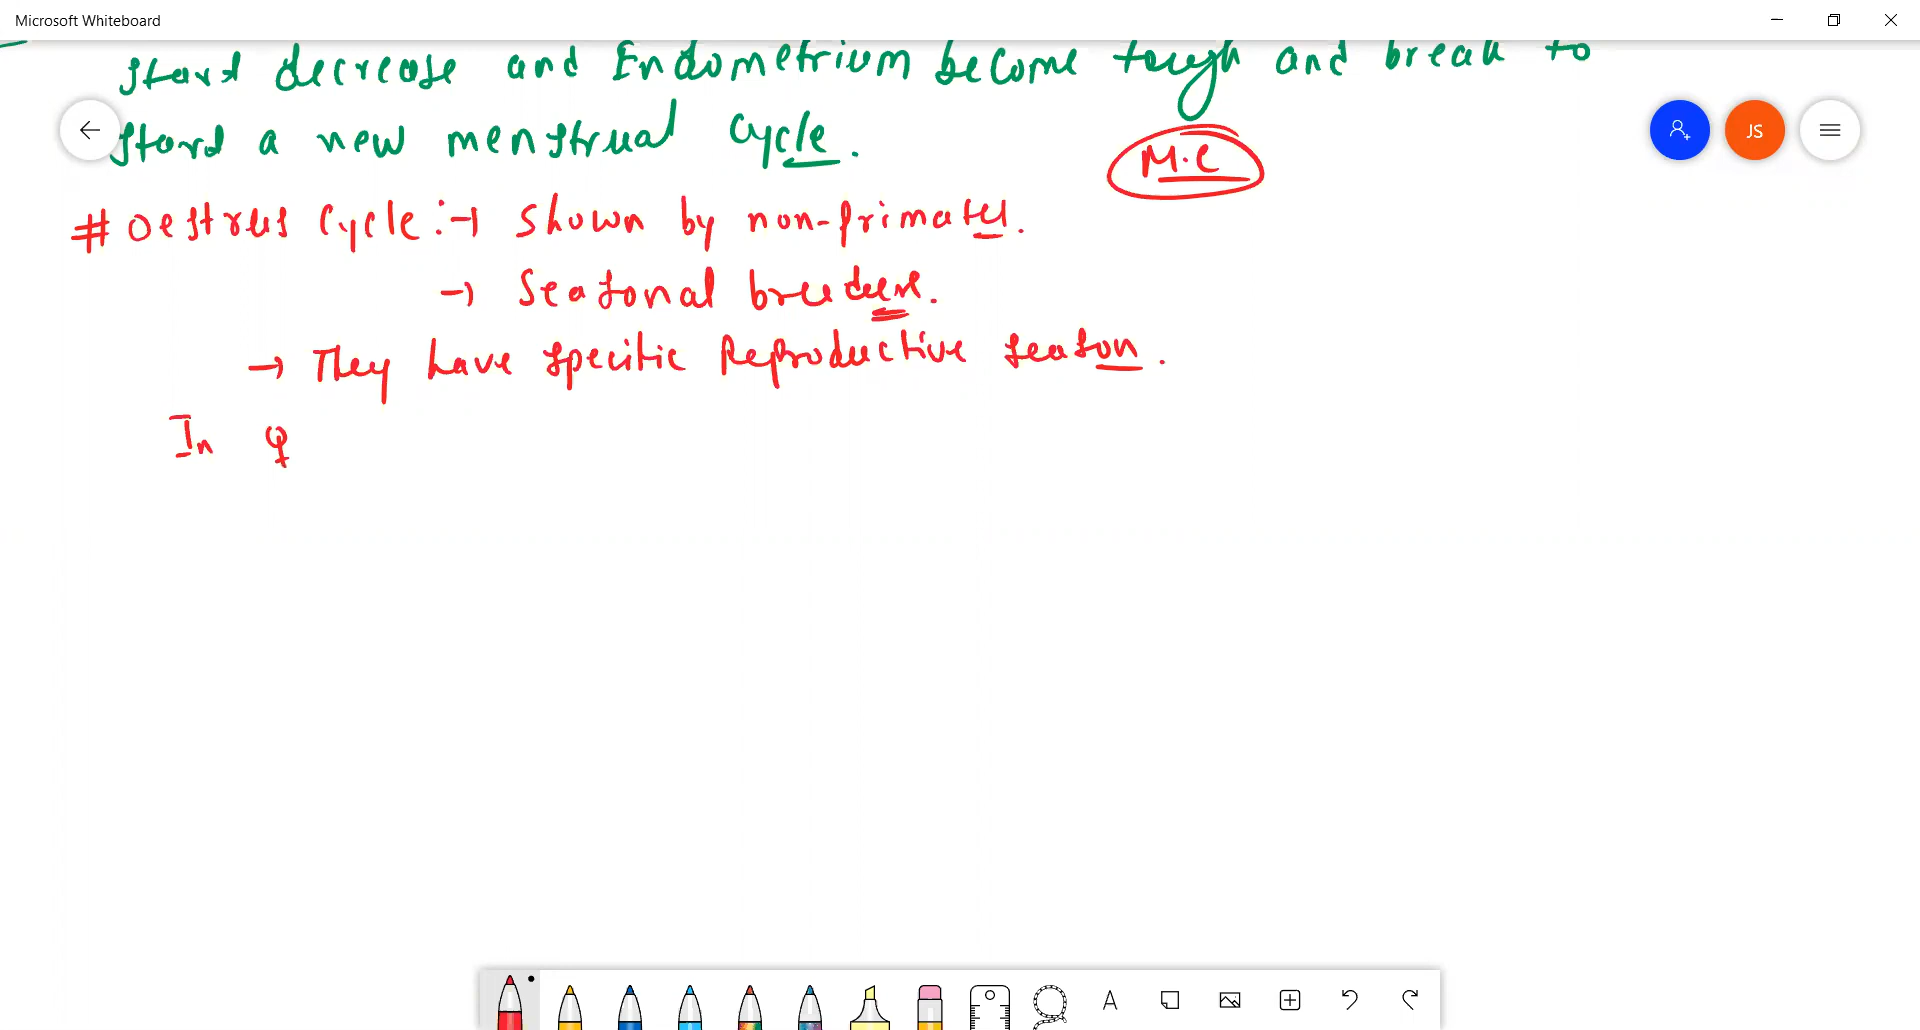 Microsoft Whiteboard
start decrease and Endometrium become tough and break to
start a new menstrual cycle.
M.C
JS
# Oestrus Cycle :→ Shown by non-primates.
→ Seasonal breeders.
→ They have specific Reproductive season.
In ♀